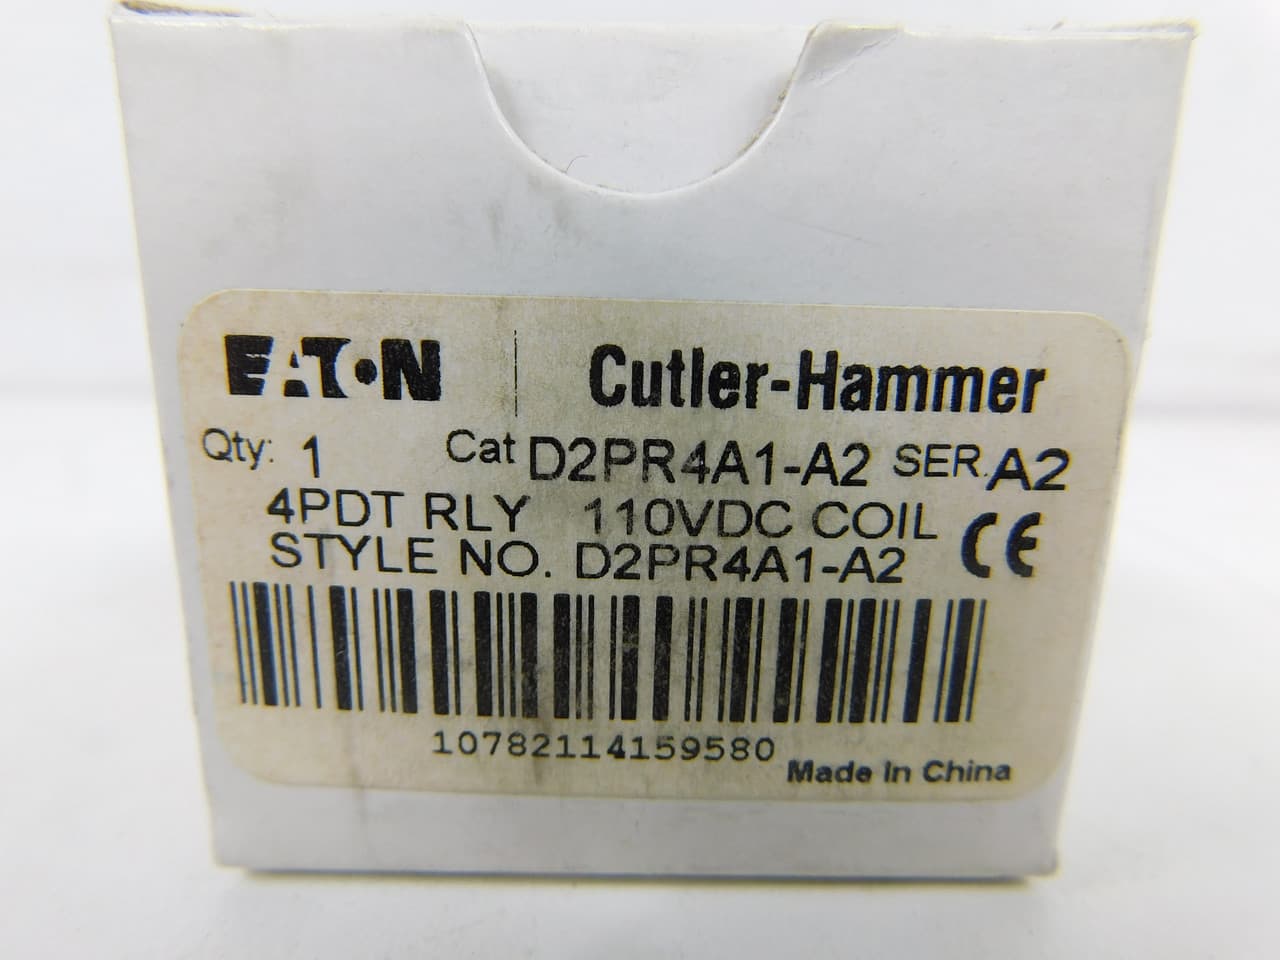 EATON | Cutler-Hammer
Qty: 1 Cat D2PR4A1-A2 SER. A2
4PDT RLY 110VDC COIL CE
STYLE NO. D2PR4A1-A2
10782114159580
Made In China